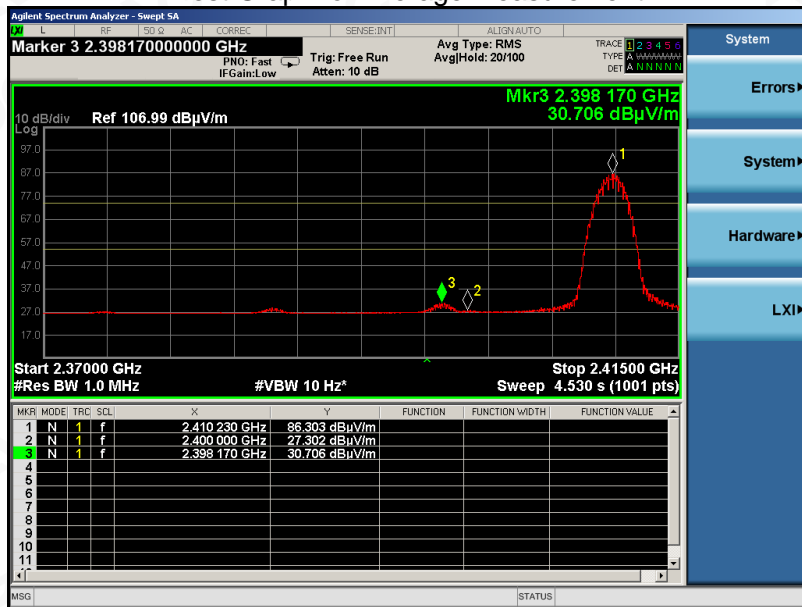 Agilent Spectrum Analyzer - Swept SA
LXI L RF 50 Ω AC CORREC SENSE:INT ALIGN AUTO
Marker 3 2.398170000000 GHz
PNO: Fast
IFGain:Low
Trig: Free Run
Atten: 10 dB
Avg Type: RMS
Avg|Hold: 20/100
TRACE 1 2 3 4 5 6
TYPE A WWWWW
DET A N N N N N
System
Errors
System
Hardware
LXI
Mkr3 2.398 170 GHz
30.706 dBµV/m
10 dB/div Ref 106.99 dBµV/m
Log
97.0
87.0
77.0
67.0
57.0
47.0
37.0
27.0
17.0
1
3
2
Start 2.37000 GHz Stop 2.41500 GHz
#Res BW 1.0 MHz #VBW 10 Hz* Sweep 4.530 s (1001 pts)
MKR MODE TRC SCL X Y FUNCTION FUNCTION WIDTH FUNCTION VALUE
1 N 1 f 2.410 230 GHz 86.303 dBµV/m
2 N 1 f 2.400 000 GHz 27.302 dBµV/m
3 N 1 f 2.398 170 GHz 30.706 dBµV/m
4
5
6
7
8
9
10
11
MSG STATUS